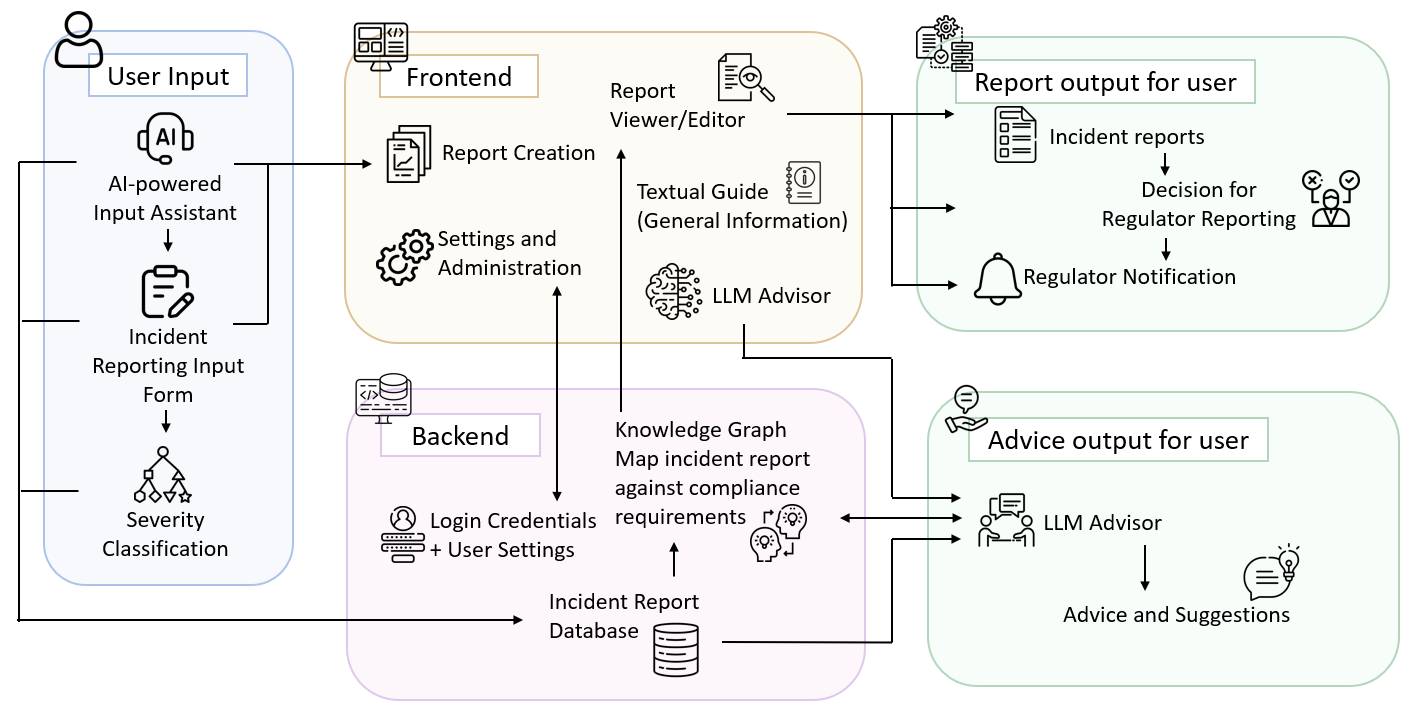 User Input
AI
AI-powered
Input Assistant
Incident
Reporting Input
Form
Severity
Classification
</>
Frontend
Report
Viewer/Editor
Report Creation
Textual Guide
(General Information)
Settings and
Administration
LLM Advisor
</>
Backend
Knowledge Graph
Map incident report
against compliance
requirements
Login Credentials
+ User Settings
Incident Report
Database
Report output for user
Incident reports
Decision for
Regulator Reporting
Regulator Notification
Advice output for user
LLM Advisor
Advice and Suggestions